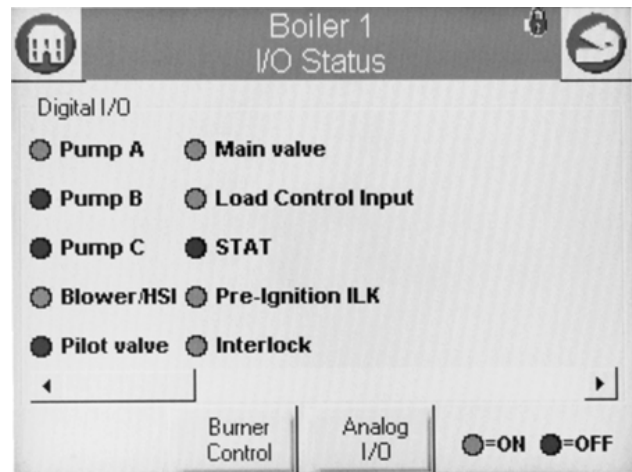 Boiler 1
I/O Status
Digital I/O
Pump A
Main valve
Pump B
Load Control Input
Pump C
STAT
Blower/HSI
Pre-Ignition ILK
Pilot valve
Interlock
Burner
Control
Analog
I/O
=ON
=OFF